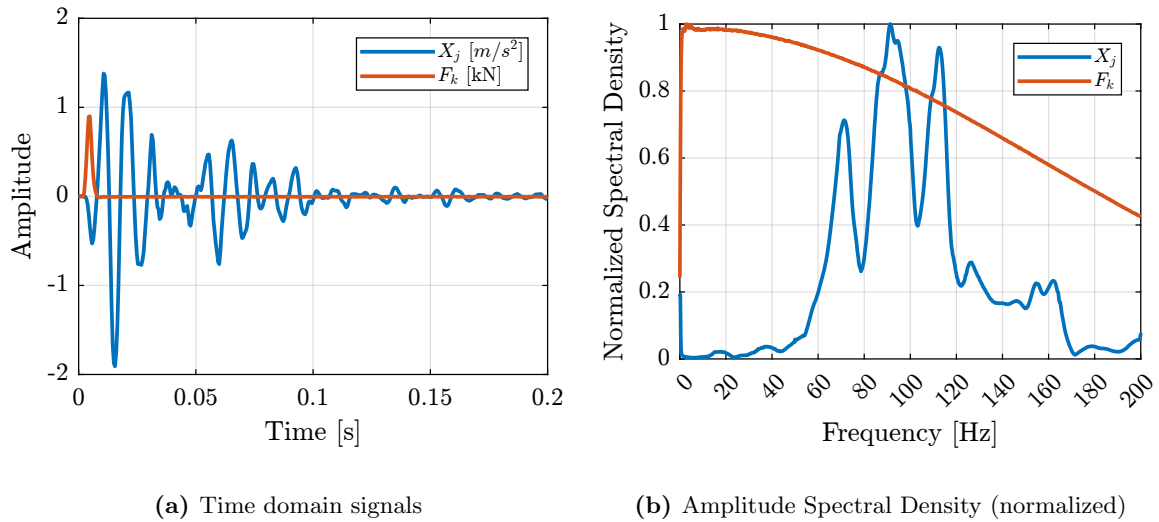 2
1
0
-1
-2
Amplitude
X_j [m/s^2]
F_k [kN]
0 0.05 0.1 0.15 0.2
Time [s]
(a) Time domain signals
1
0.8
0.6
0.4
0.2
0
Normalized Spectral Density
X_j
F_k
0 20 40 60 80 100 120 140 160 180 200
Frequency [Hz]
(b) Amplitude Spectral Density (normalized)